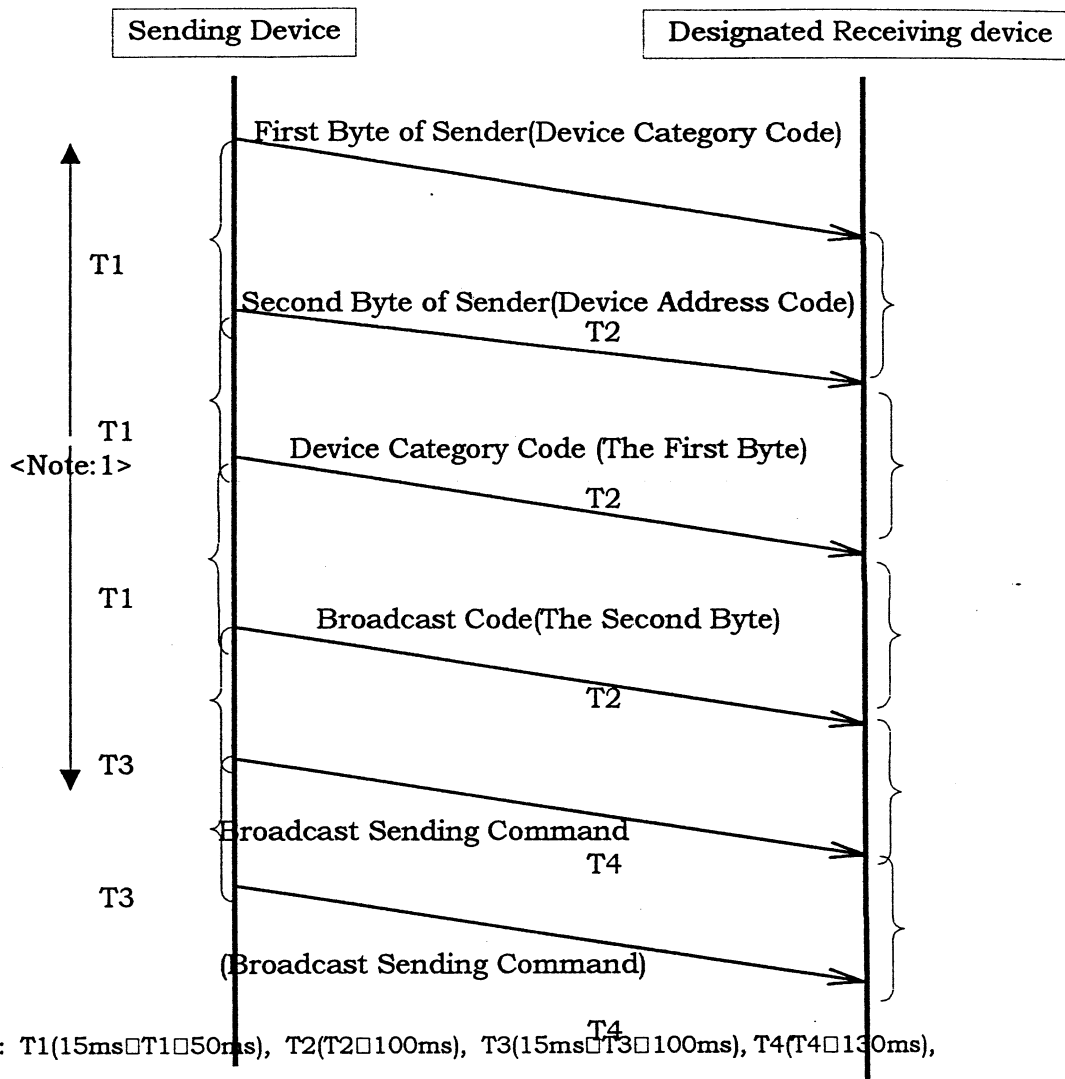 Sending Device
Designated Receiving device
First Byte of Sender(Device Category Code)
T1
Second Byte of Sender(Device Address Code)
T2
T1
Device Category Code (The First Byte)
<Note:1>
T2
T1
Broadcast Code(The Second Byte)
T2
T3
Broadcast Sending Command
T4
T3
(Broadcast Sending Command)
T4
: T1(15ms□T1□50ms), T2(T2□100ms), T3(15ms□T3□100ms), T4(T4□130ms),